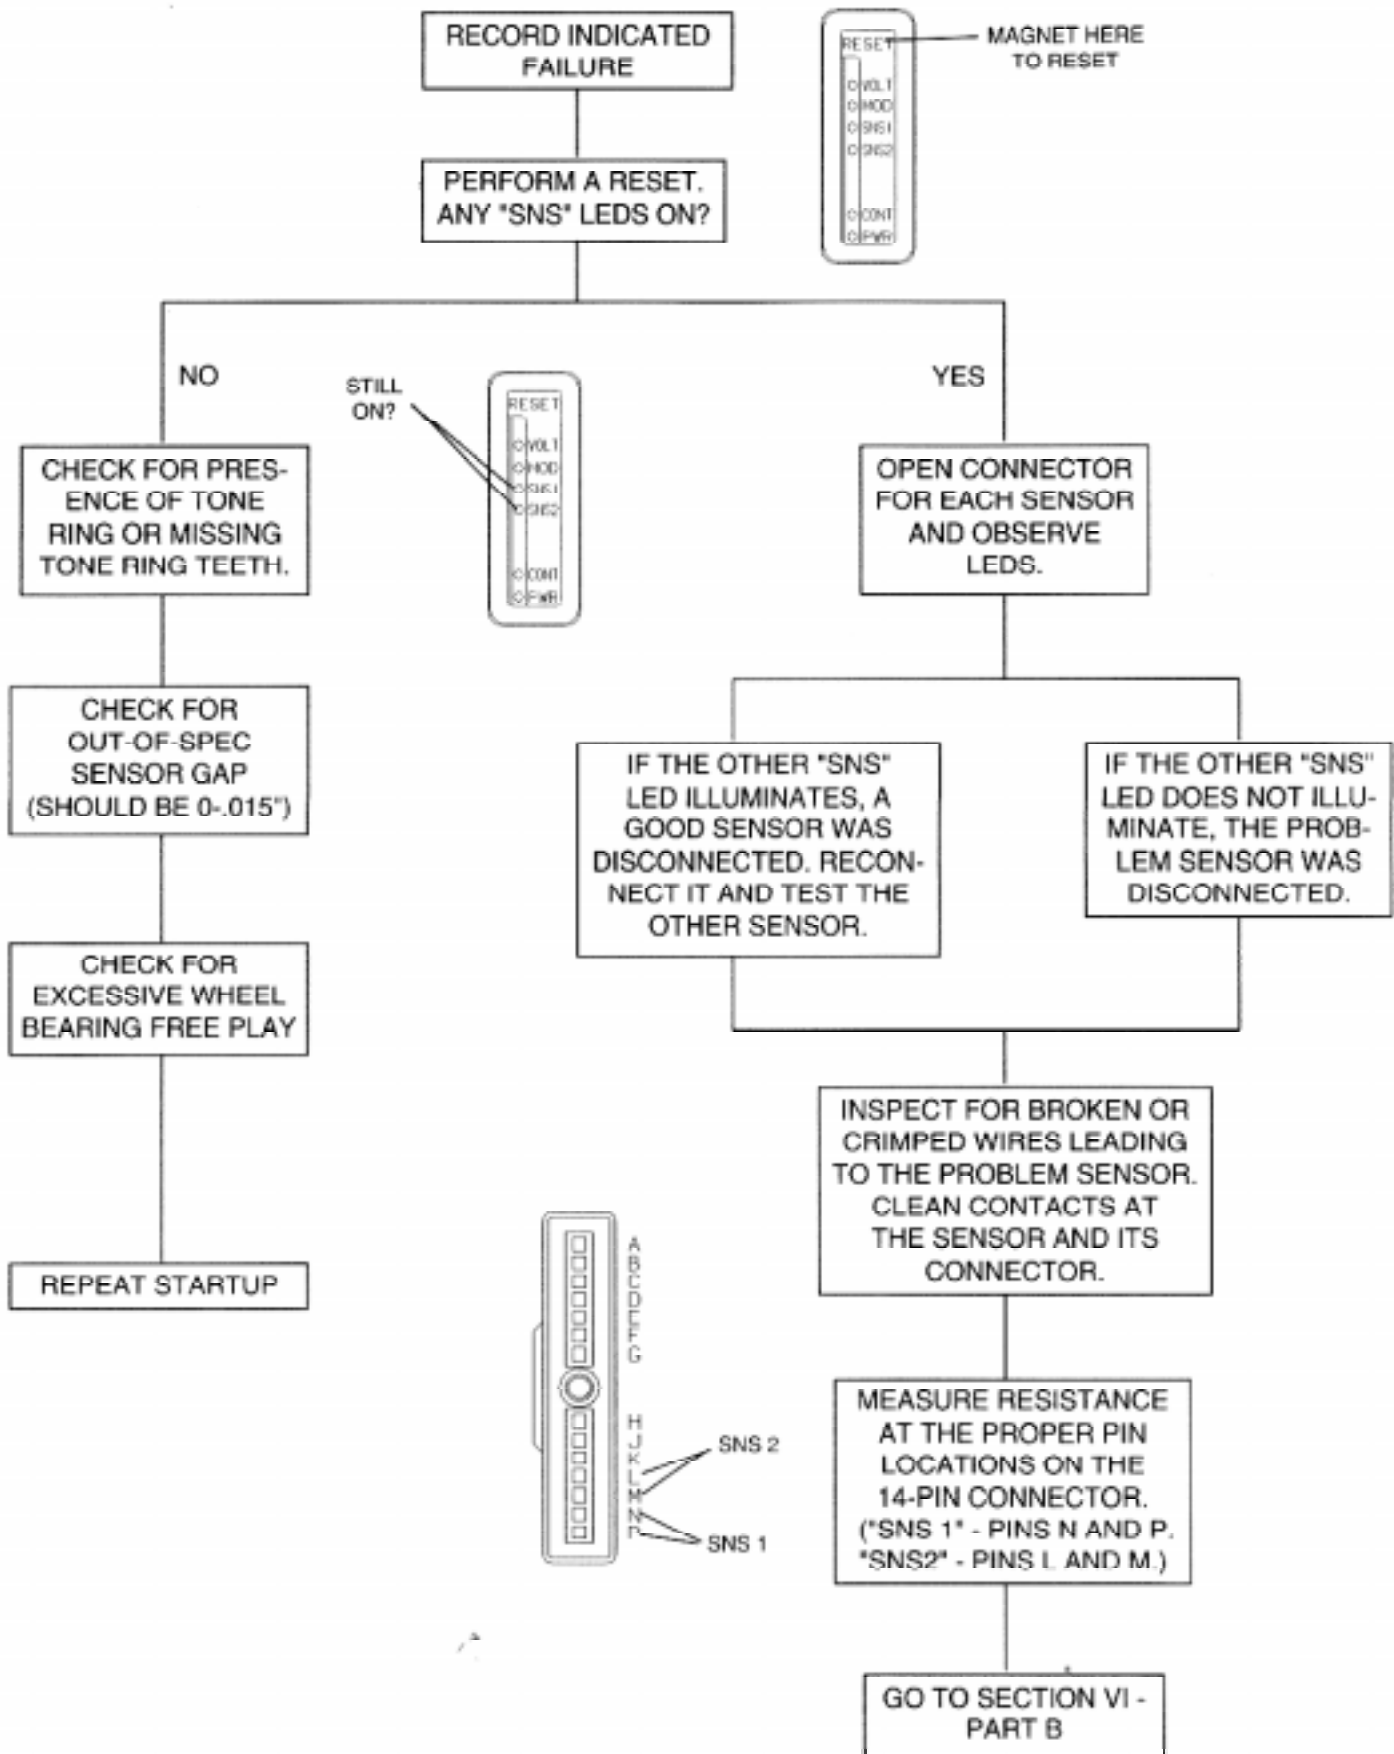 RECORD INDICATED
FAILURE
RESET
VOLT
MOD
SNS1
SNS2
CONT
PWR
MAGNET HERE
TO RESET
PERFORM A RESET.
ANY "SNS" LEDS ON?
NO
YES
STILL
ON?
RESET
VOLT
MOD
SNS1
SNS2
CONT
PWR
CHECK FOR PRES-
ENCE OF TONE
RING OR MISSING
TONE RING TEETH.
OPEN CONNECTOR
FOR EACH SENSOR
AND OBSERVE
LEDS.
CHECK FOR
OUT-OF-SPEC
SENSOR GAP
(SHOULD BE 0-.015")
IF THE OTHER "SNS"
LED ILLUMINATES, A
GOOD SENSOR WAS
DISCONNECTED. RECON-
NECT IT AND TEST THE
OTHER SENSOR.
IF THE OTHER "SNS"
LED DOES NOT ILLU-
MINATE, THE PROB-
LEM SENSOR WAS
DISCONNECTED.
CHECK FOR
EXCESSIVE WHEEL
BEARING FREE PLAY
REPEAT STARTUP
INSPECT FOR BROKEN OR
CRIMPED WIRES LEADING
TO THE PROBLEM SENSOR.
CLEAN CONTACTS AT
THE SENSOR AND ITS
CONNECTOR.
A
B
C
D
E
F
G
H
J
K
L
M
N
P
SNS 2
SNS 1
MEASURE RESISTANCE
AT THE PROPER PIN
LOCATIONS ON THE
14-PIN CONNECTOR.
("SNS 1" - PINS N AND P.
"SNS2" - PINS L AND M.)
GO TO SECTION VI -
PART B